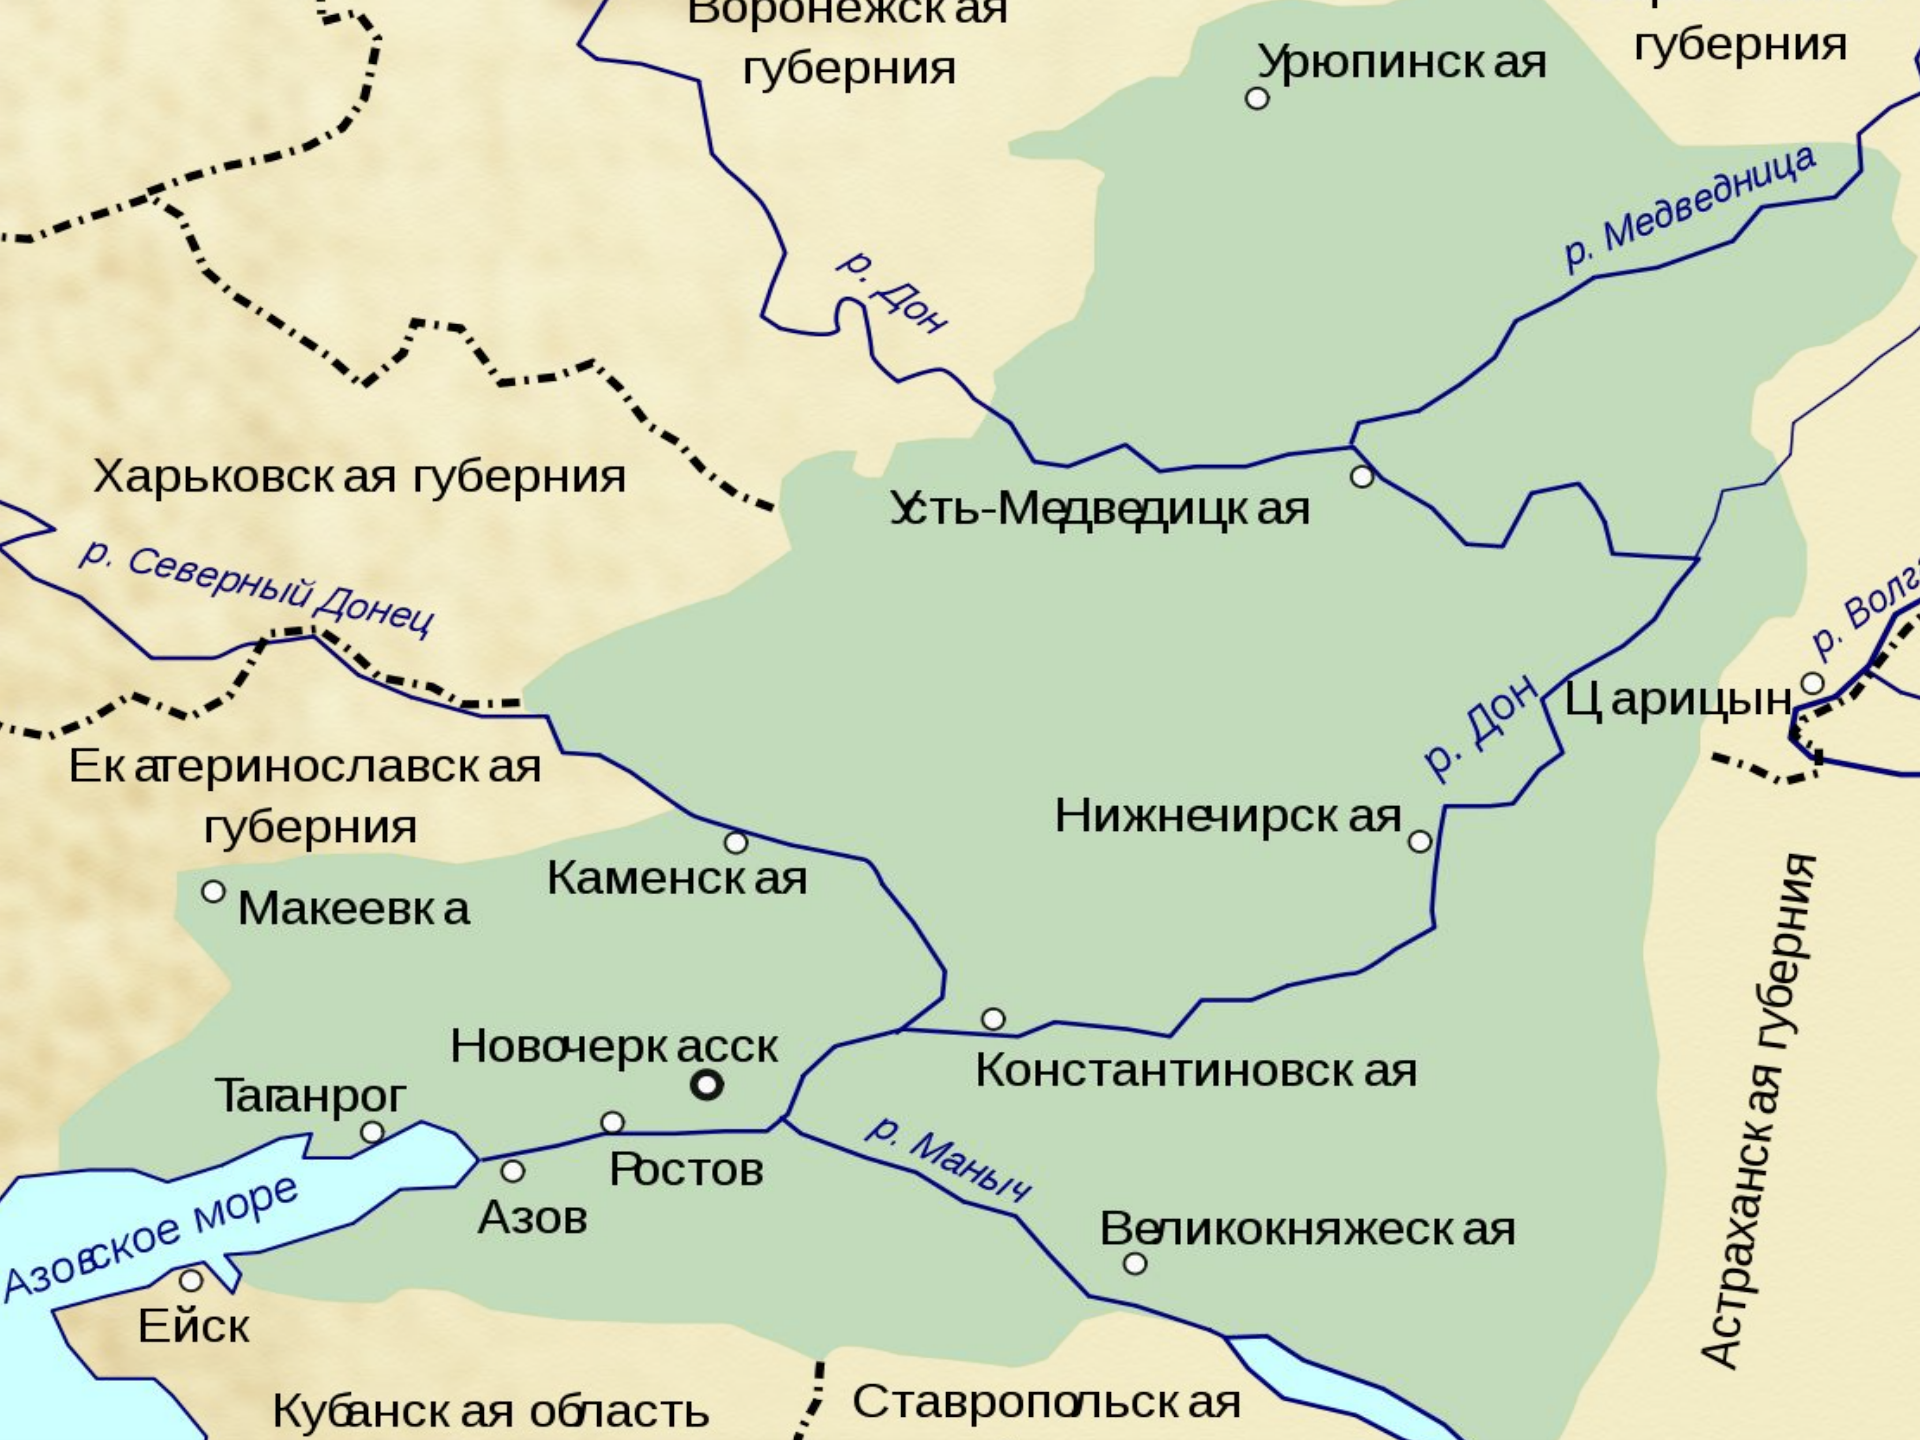 Воронежская
губерния
губерния
Урюпинская
р. Медведница
р. Дон
Харьковская губерния
Усть-Медведицкая
р. Северный Донец
р. Волга
Царицын
р. Дон
Екатеринославская
губерния
Нижнечирская
Каменская
Макеевка
Астраханская губерния
Новочеркасск
Константиновская
Таганрог
р. Маныч
Ростов
Азов
Азовское море
Великокняжеская
Ейск
Кубанская область
Ставропольская